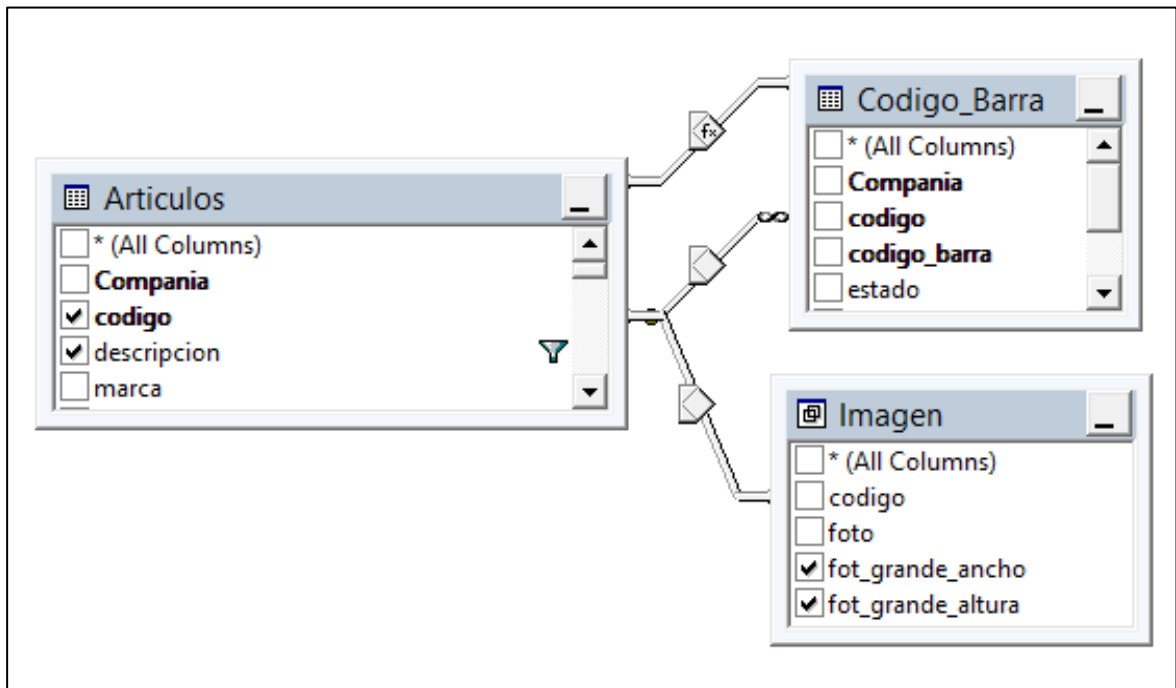 Codigo_Barra
* (All Columns)
Compania
codigo
codigo_barra
estado
fx
Articulos
* (All Columns)
Compania
codigo
descripcion
marca
Imagen
* (All Columns)
codigo
foto
fot_grande_ancho
fot_grande_altura